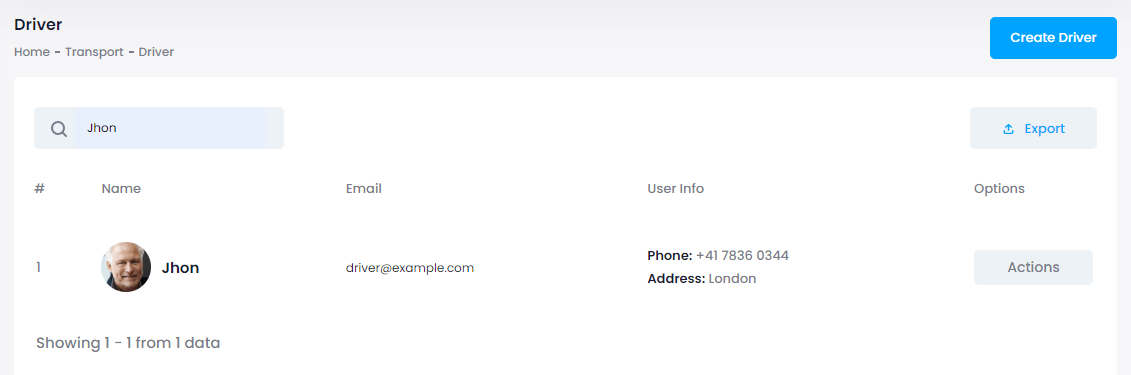 Driver
Home - Transport - Driver
Create Driver
Jhon
Export
# Name Email User Info Options
1 Jhon driver@example.com Phone: +41 7836 0344 Actions
Address: London
Showing 1 - 1 from 1 data